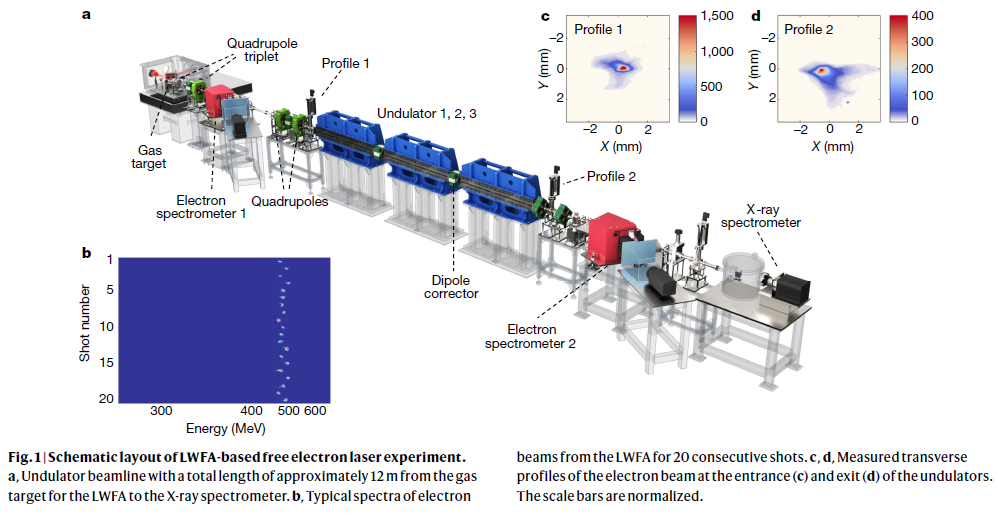 a
Quadrupole
triplet
Profile 1
Undulator 1, 2, 3
Gas
target
Electron
spectrometer 1
Quadrupoles
Profile 2
X-ray
spectrometer
Dipole
corrector
Electron
spectrometer 2
b
Shot number
1
5
10
15
20
300 400 500 600
Energy (MeV)
c
Profile 1
Y (mm)
−2
0
2
−2 0 2
X (mm)
1,500
1,000
500
0
d
Profile 2
Y (mm)
−2
0
2
−2 0 2
X (mm)
400
300
200
100
0
Fig. 1 | Schematic layout of LWFA-based free electron laser experiment.
a, Undulator beamline with a total length of approximately 12 m from the gas
target for the LWFA to the X-ray spectrometer. b, Typical spectra of electron
beams from the LWFA for 20 consecutive shots. c, d, Measured transverse
profiles of the electron beam at the entrance (c) and exit (d) of the undulators.
The scale bars are normalized.